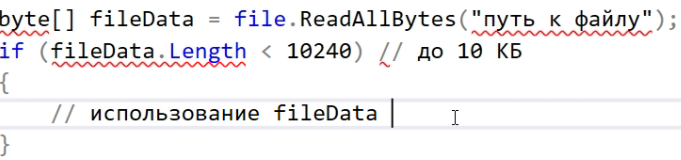 byte[] fileData = file.ReadAllBytes("путь к файлу");
if (fileData.Length < 10240) // до 10 КБ
{
// использование fileData
}